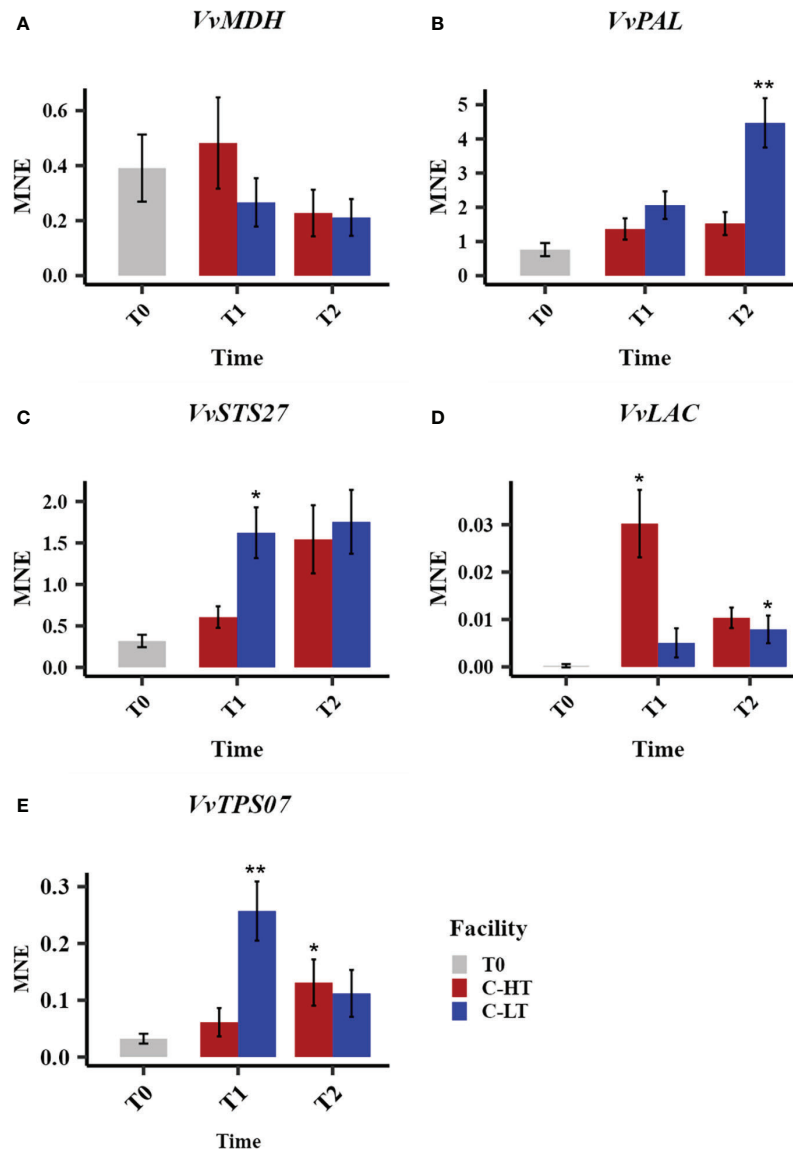 A
VvMDH
MNE
0.6
0.4
0.2
0.0
T0
T1
T2
Time
B
VvPAL
MNE
5
4
3
2
1
0
**
T0
T1
T2
Time
C
VvSTS27
MNE
2.0
1.5
1.0
0.5
0.0
*
T0
T1
T2
Time
D
VvLAC
MNE
0.03
0.02
0.01
0.00
*
*
T0
T1
T2
Time
E
VvTPS07
MNE
0.3
0.2
0.1
0.0
**
*
T0
T1
T2
Time
Facility
T0
C-HT
C-LT